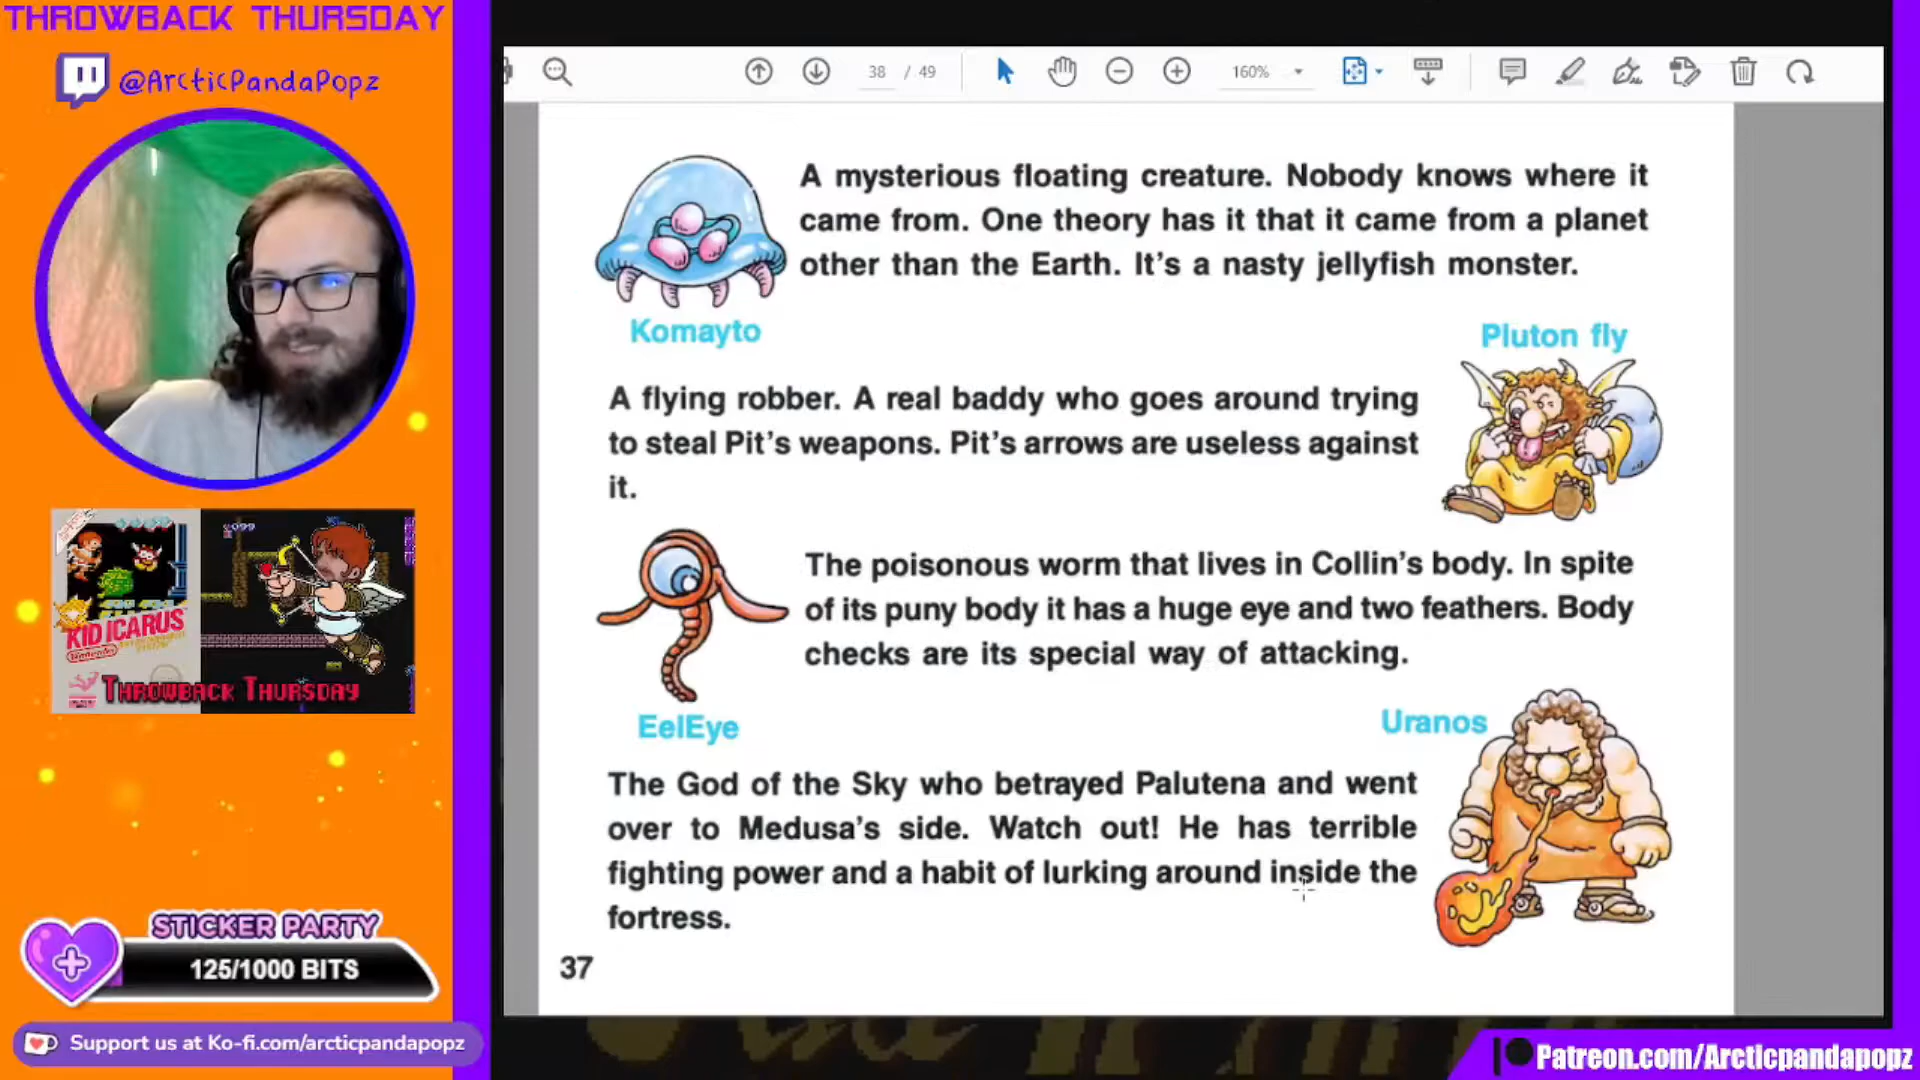 THROWBACK THURSDAY
@ArcticPandaPopz
KID ICARUS
Nintendo
THROWBACK THURSDAY
STICKER PARTY
125/1000 BITS
Support us at Ko-fi.com/arcticpandapopz
38 / 49
160%
A mysterious floating creature. Nobody knows where it
came from. One theory has it that it came from a planet
other than the Earth. It's a nasty jellyfish monster.
Komayto
Pluton fly
A flying robber. A real baddy who goes around trying
to steal Pit's weapons. Pit's arrows are useless against
it.
The poisonous worm that lives in Collin's body. In spite
of its puny body it has a huge eye and two feathers. Body
checks are its special way of attacking.
EelEye
Uranos
The God of the Sky who betrayed Palutena and went
over to Medusa's side. Watch out! He has terrible
fighting power and a habit of lurking around inside the
fortress.
37
Patreon.com/Arcticpandapopz